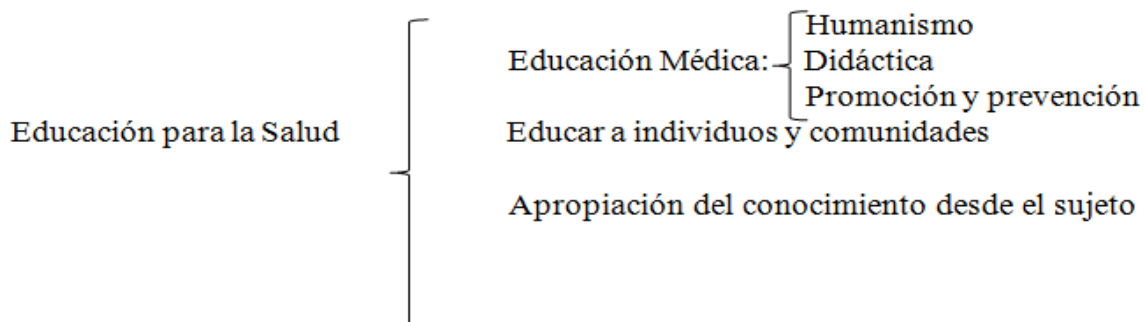 Humanismo
Educación Médica: Didáctica
Promoción y prevención
Educación para la Salud Educar a individuos y comunidades
Apropiación del conocimiento desde el sujeto